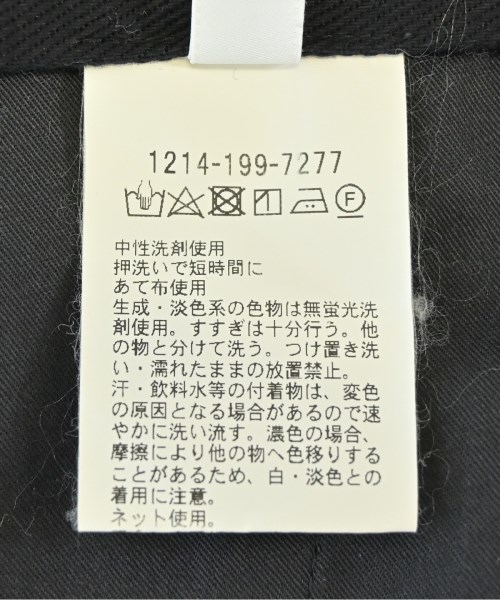 1214-199-7277
F
中性洗剤使用
押洗いで短時間に
あて布使用
生成・淡色系の色物は無蛍光洗
剤使用。すすぎは十分行う。他
の物と分けて洗う。つけ置き洗
い・濡れたままの放置禁止。
汗・飲料水等の付着物は、変色
の原因となる場合があるので速
やかに洗い流す。濃色の場合、
摩擦により他の物へ色移りする
ことがあるため、白・淡色との
着用に注意。
ネット使用。